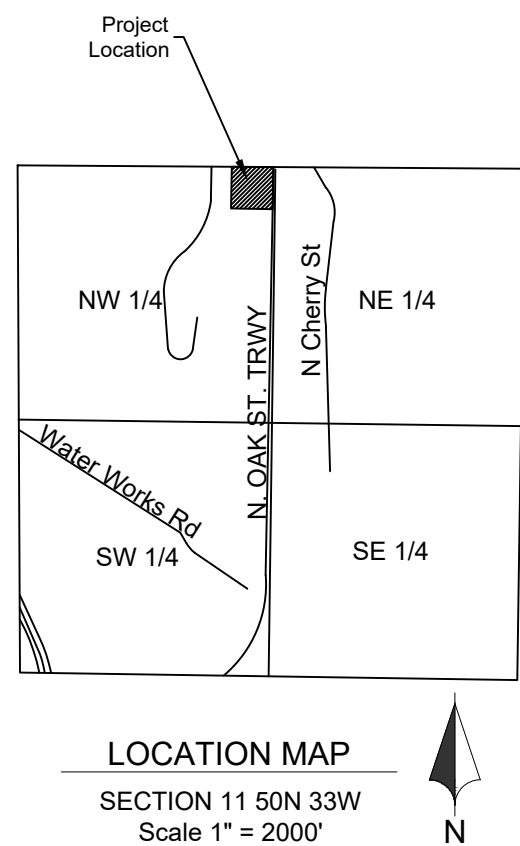 Project
Location
NW 1/4
N. OAK ST. TRWY
N Cherry St
NE 1/4
Water Works Rd
SW 1/4
SE 1/4
LOCATION MAP
SECTION 11 50N 33W
Scale 1" = 2000'
N